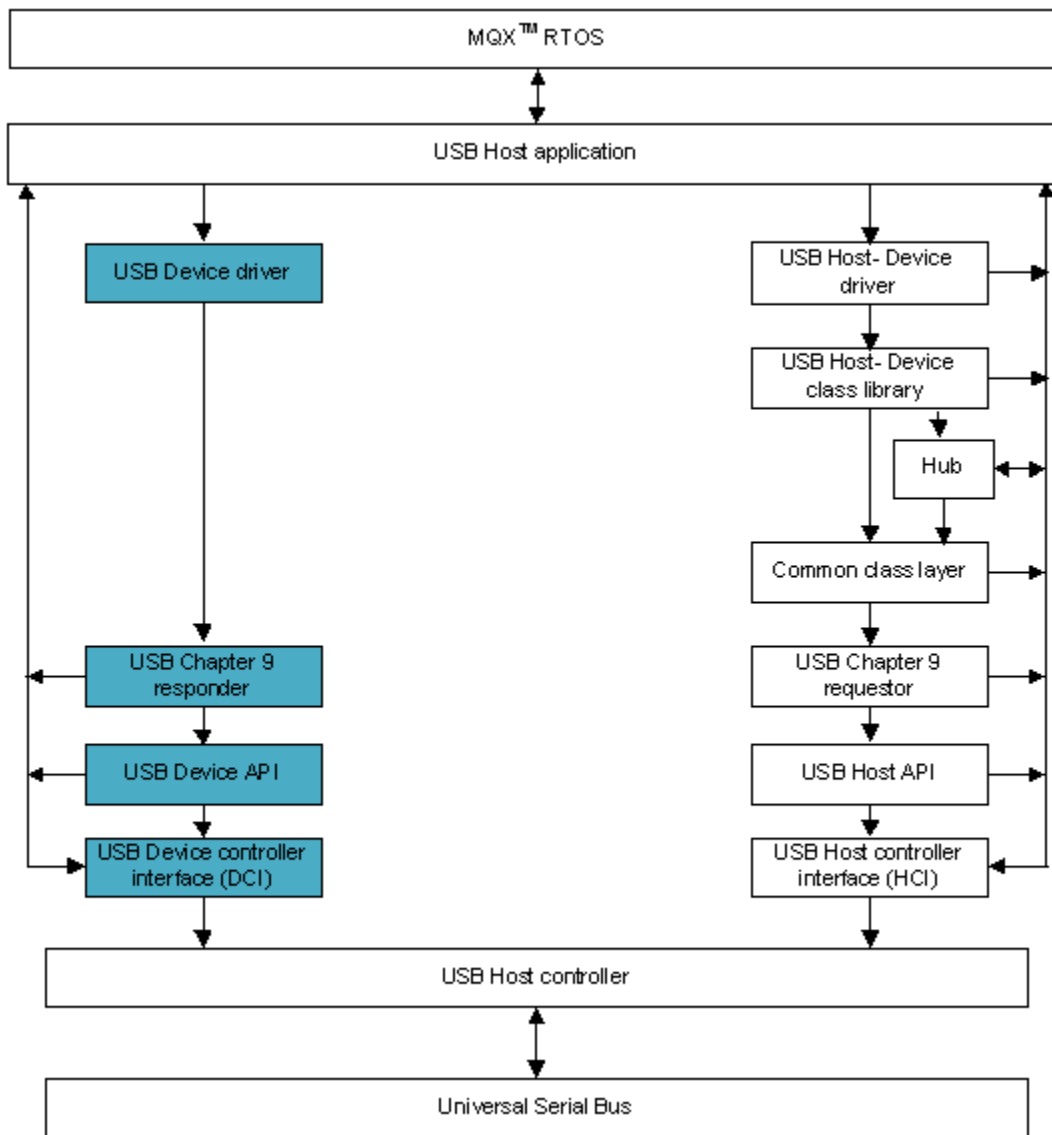 MQX™ RTOS
USB Host application
USB Device driver
USB Host- Device
driver
USB Host- Device
class library
Hub
Common class layer
USB Chapter 9
responder
USB Chapter 9
requestor
USB Device API
USB Host API
USB Device controller
interface (DCI)
USB Host controller
interface (HCI)
USB Host controller
Universal Serial Bus